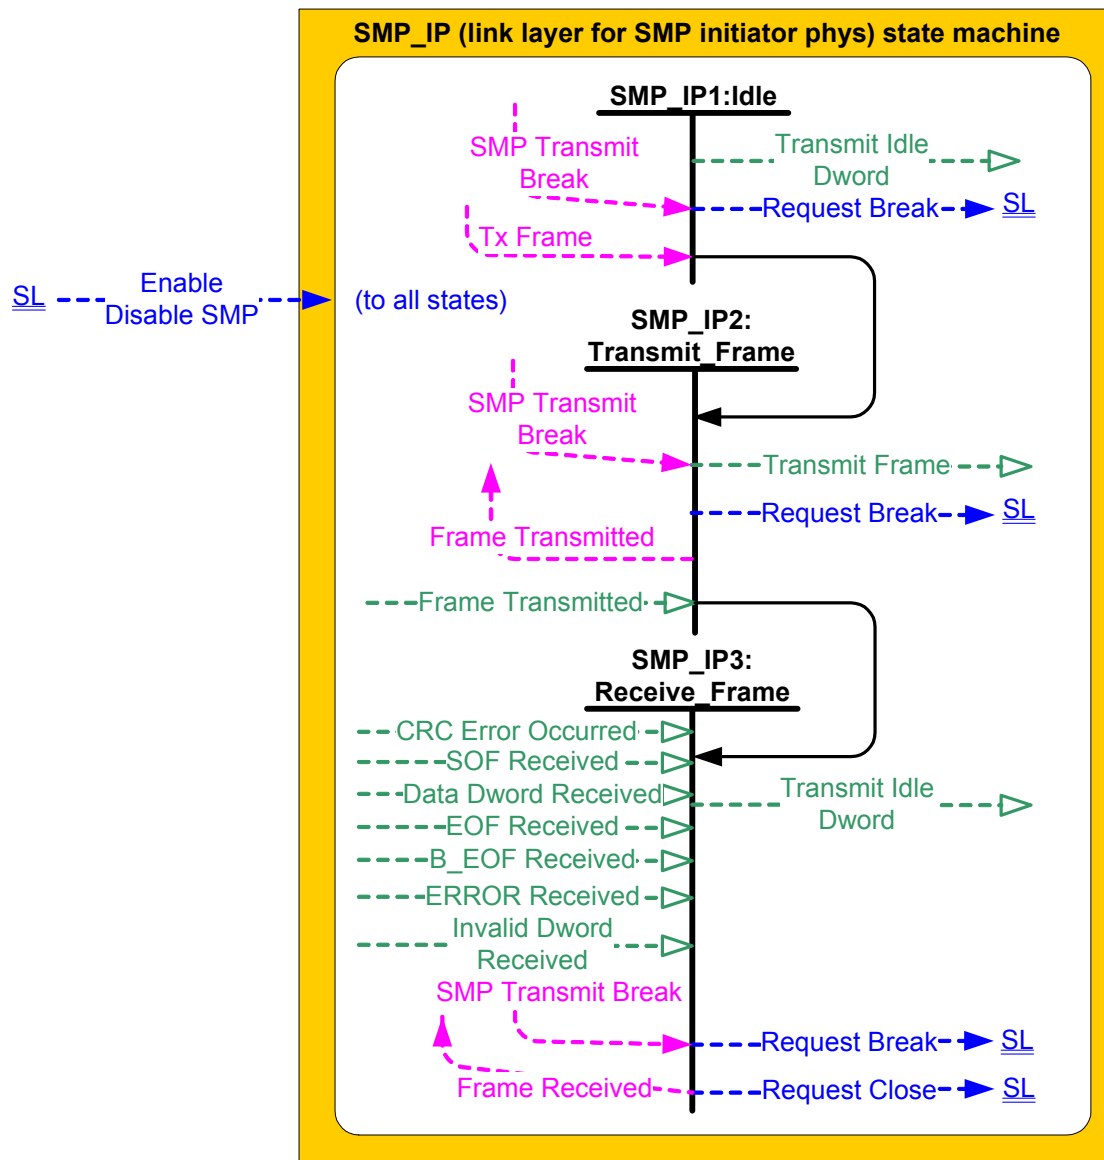 SMP_IP (link layer for SMP initiator phys) state machine
SMP_IP1:Idle
SMP Transmit
Break
Transmit Idle
Dword
Request Break
SL
Tx Frame
SL
Enable
Disable SMP
(to all states)
SMP_IP2:
Transmit_Frame
SMP Transmit
Break
Transmit Frame
Request Break
SL
Frame Transmitted
Frame Transmitted
SMP_IP3:
Receive_Frame
CRC Error Occurred
SOF Received
Data Dword Received
Transmit Idle
Dword
EOF Received
B_EOF Received
ERROR Received
Invalid Dword
Received
SMP Transmit Break
Request Break
SL
Frame Received
Request Close
SL